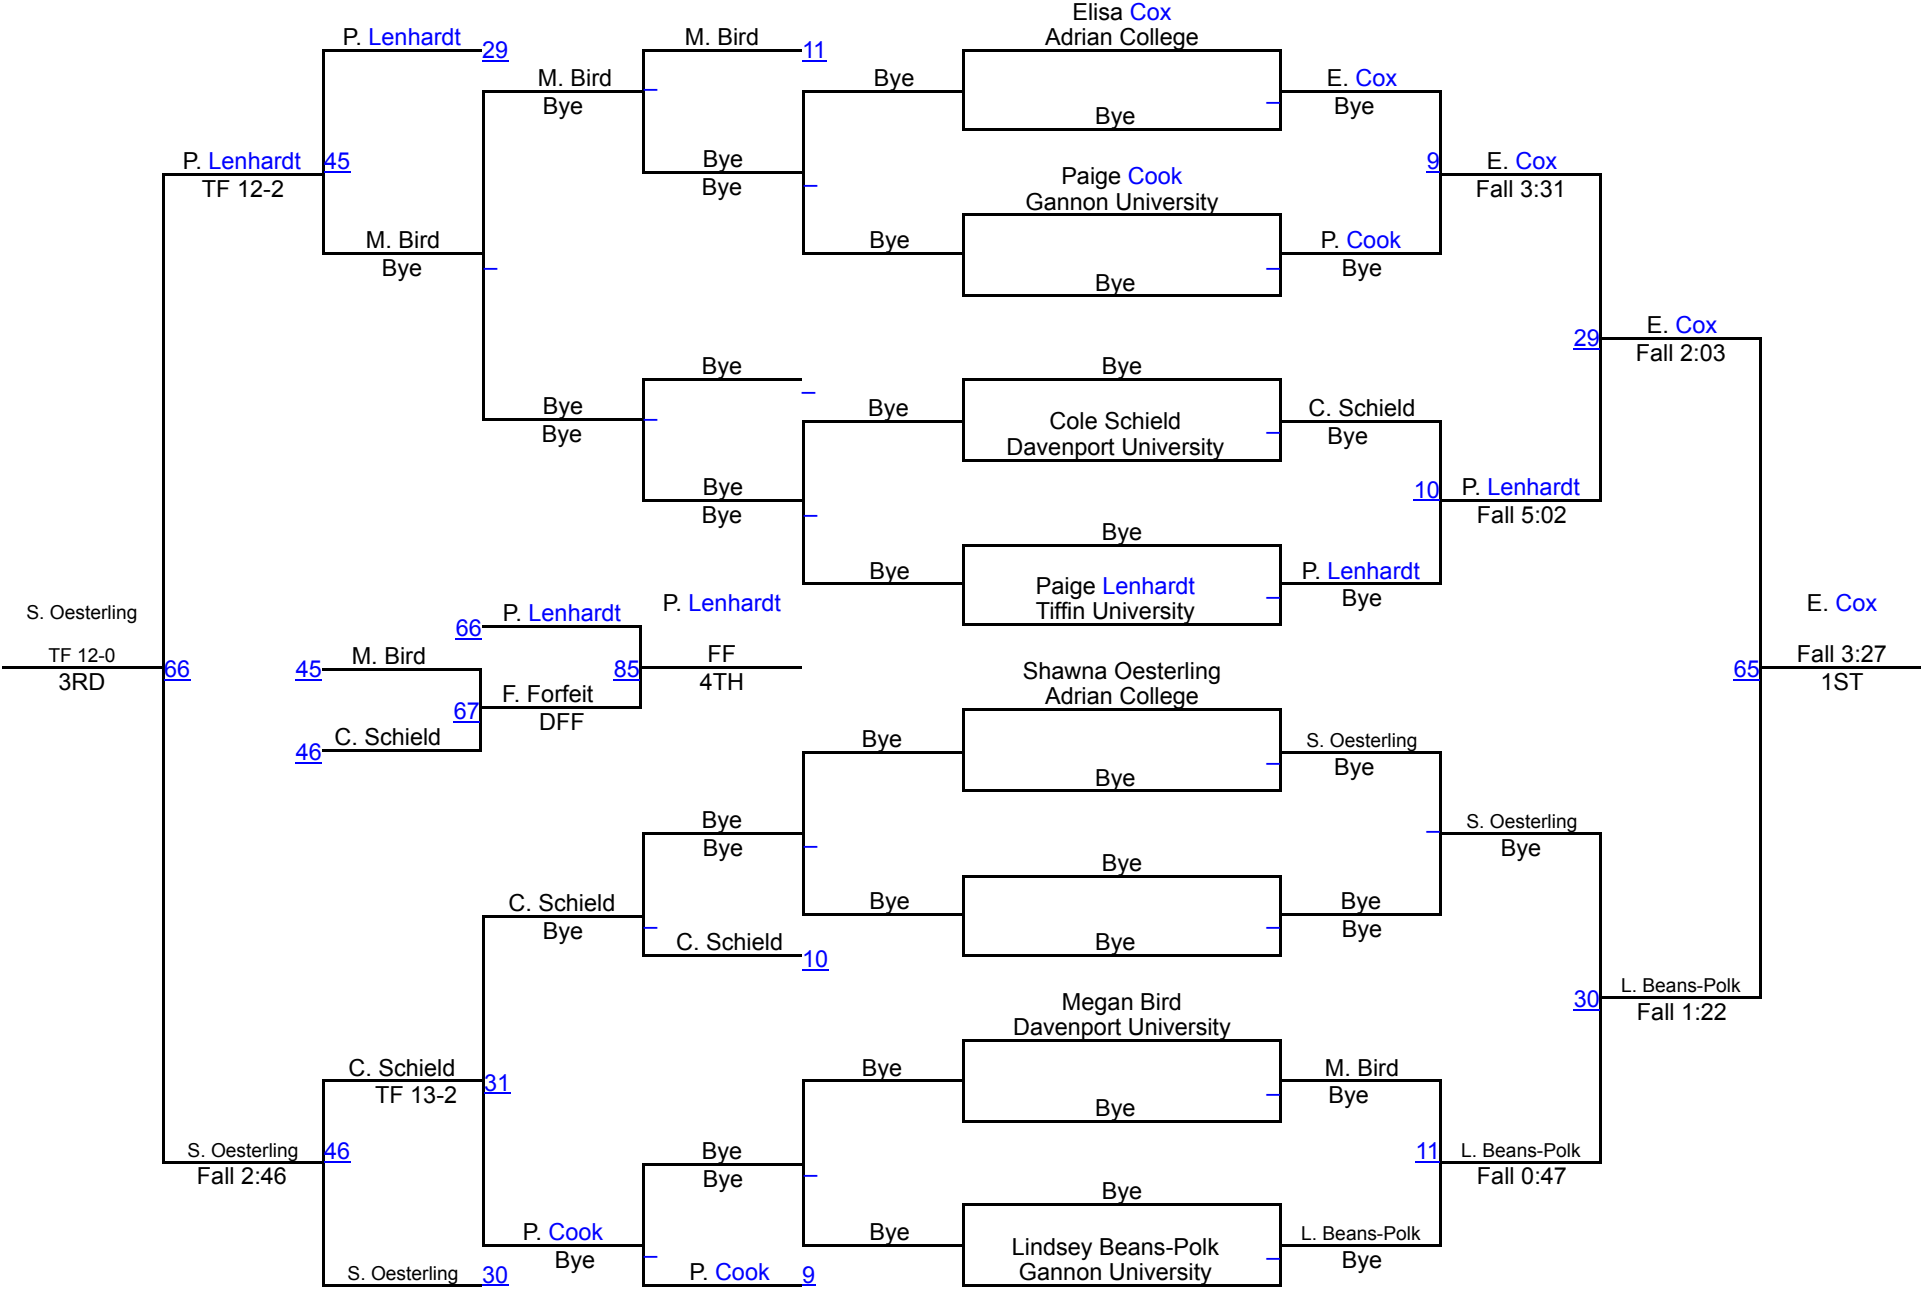 Elisa Cox
P. Lenhardt
29
M. Bird
11
Adrian College
M. Bird
Bye
Bye
E. Cox
Bye
Bye
Bye
P. Lenhardt
45
TF 12-2
Bye
Bye
Paige Cook
Gannon University
9
E. Cox
Fall 3:31
M. Bird
Bye
Bye
P. Cook
Bye
Bye
E. Cox
29
Fall 2:03
Bye
Bye
Bye
Bye
Bye
Cole Schield
Davenport University
C. Schield
Bye
Bye
Bye
10
P. Lenhardt
Fall 5:02
Bye
Bye
Paige Lenhardt
Tiffin University
P. Lenhardt
Bye
S. Oesterling
TF 12-0
3RD
66
P. Lenhardt
66
P. Lenhardt
45
M. Bird
85
FF
4TH
67
F. Forfeit
DFF
46
C. Schield
E. Cox
65
Fall 3:27
1ST
Shawna Oesterling
Adrian College
Bye
Bye
S. Oesterling
Bye
Bye
Bye
S. Oesterling
Bye
Bye
Bye
Bye
Bye
Bye
C. Schield
Bye
C. Schield
10
30
L. Beans-Polk
Fall 1:22
Megan Bird
Davenport University
C. Schield
31
TF 13-2
Bye
Bye
M. Bird
Bye
S. Oesterling
46
Fall 2:46
Bye
Bye
11
L. Beans-Polk
Fall 0:47
Bye
P. Cook
Bye
Bye
Lindsey Beans-Polk
Gannon University
L. Beans-Polk
Bye
S. Oesterling
30
P. Cook
9